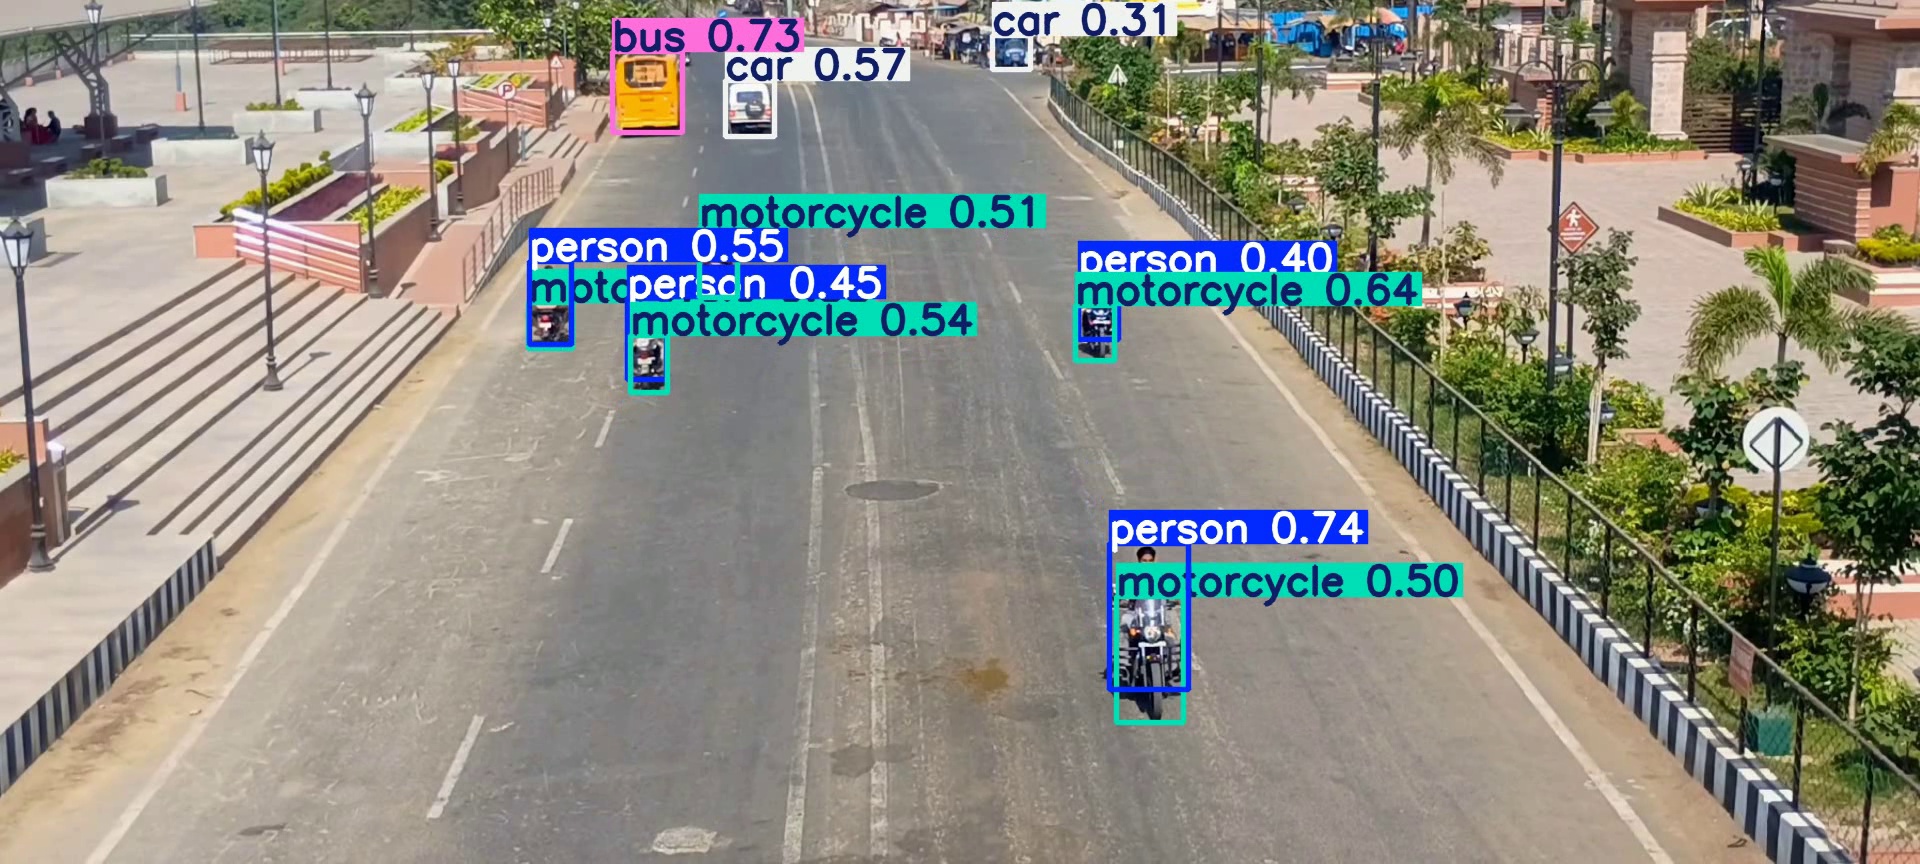 car 0.31
bus 0.73
car 0.57
motorcycle 0.51
person 0.55
person 0.40
moto
person 0.45
motorcycle 0.64
motorcycle 0.54
person 0.74
motorcycle 0.50
P